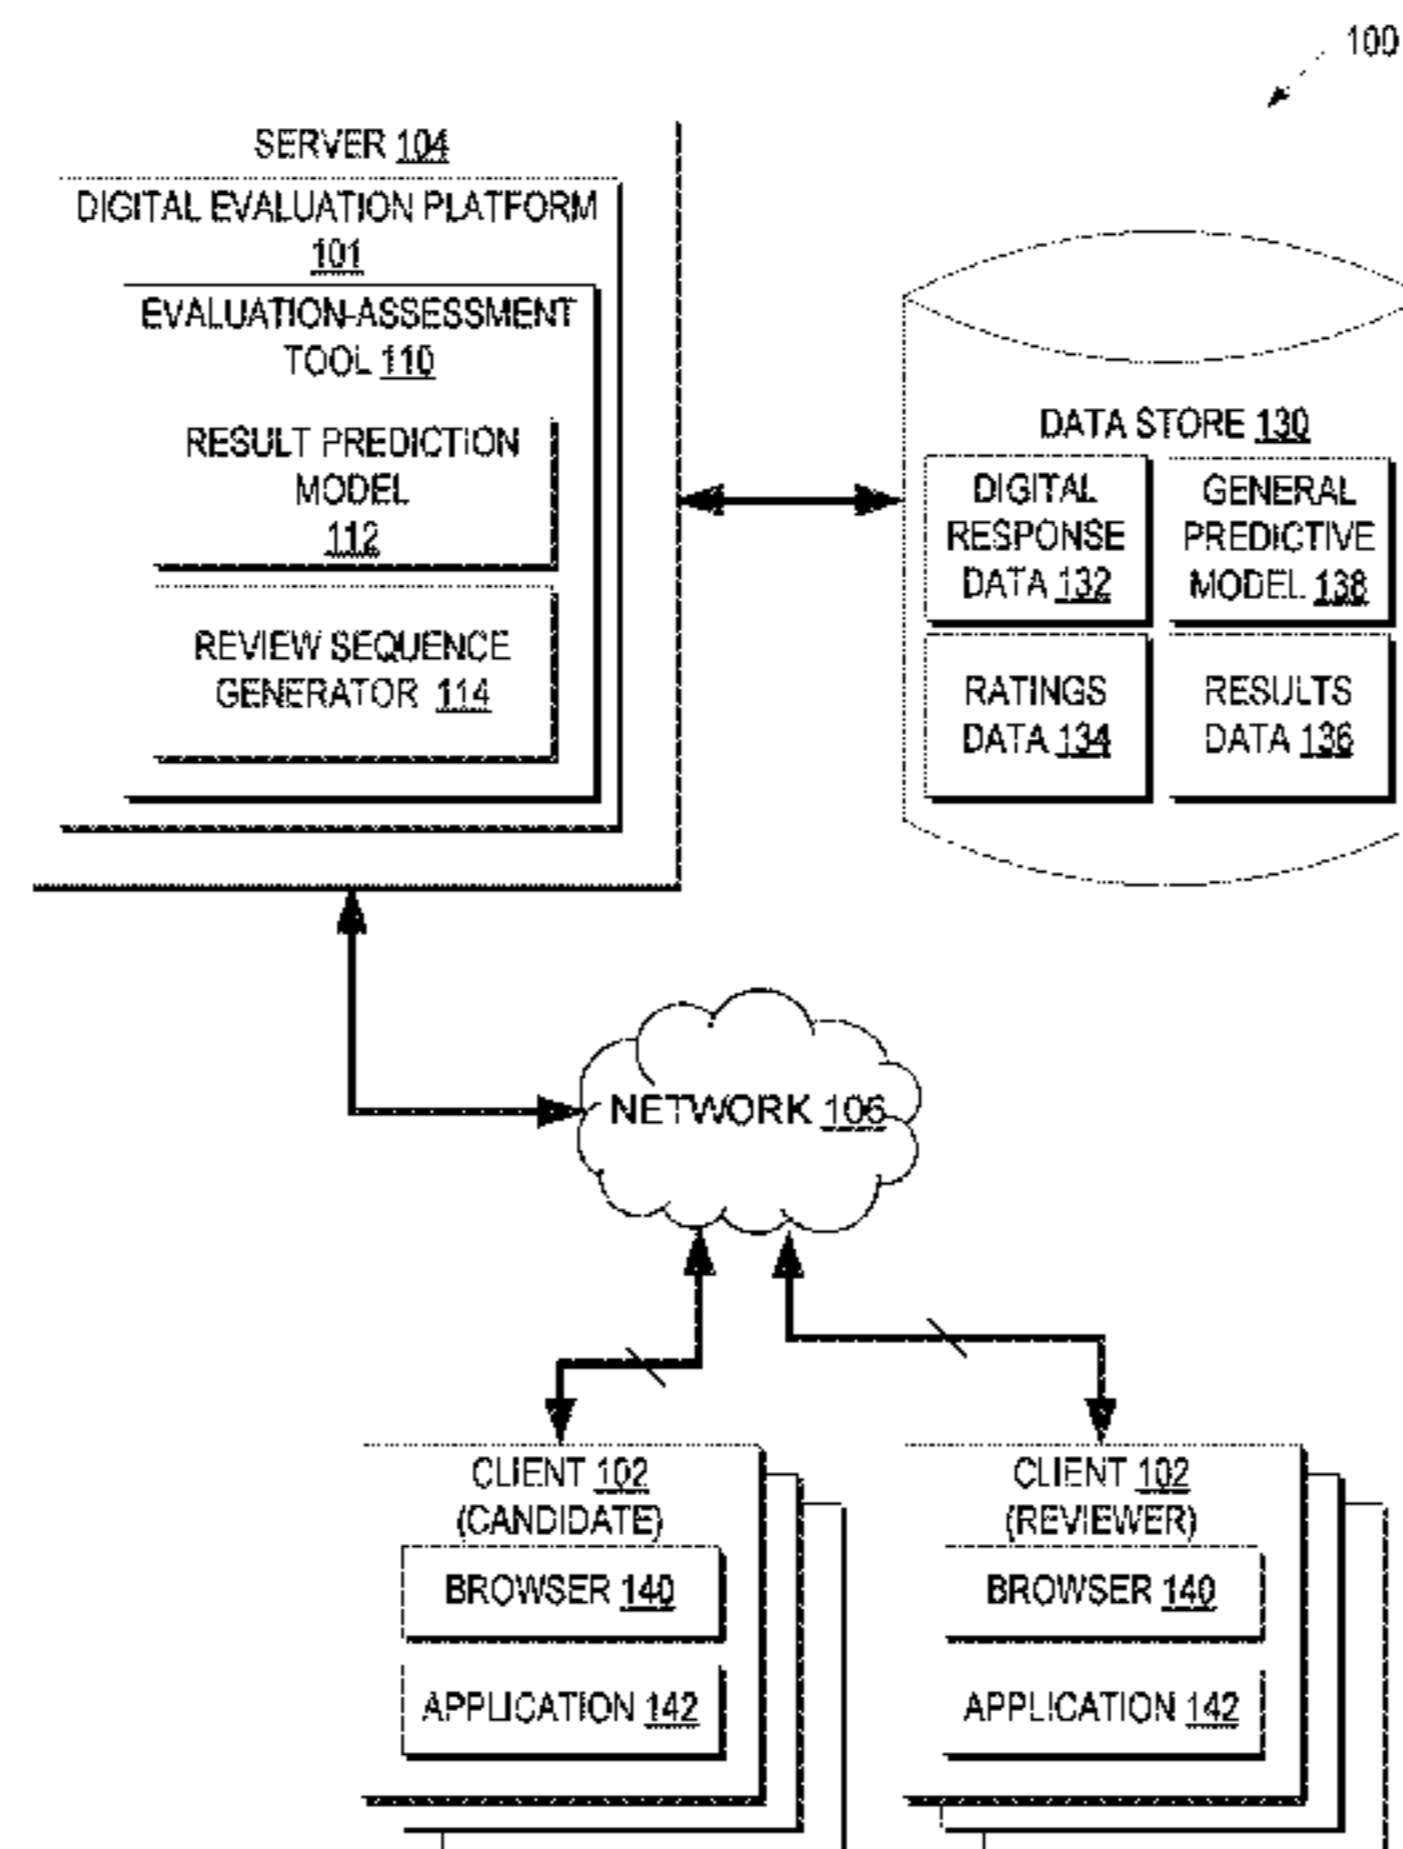 100
SERVER 104
DIGITAL EVALUATION PLATFORM
101
EVALUATION-ASSESSMENT
TOOL 110
RESULT PREDICTION
MODEL
112
REVIEW SEQUENCE
GENERATOR 114
DATA STORE 130
DIGITAL
RESPONSE
DATA 132
GENERAL
PREDICTIVE
MODEL 138
RATINGS
DATA 134
RESULTS
DATA 136
NETWORK 106
CLIENT 102
(CANDIDATE)
BROWSER 140
APPLICATION 142
CLIENT 102
(REVIEWER)
BROWSER 140
APPLICATION 142